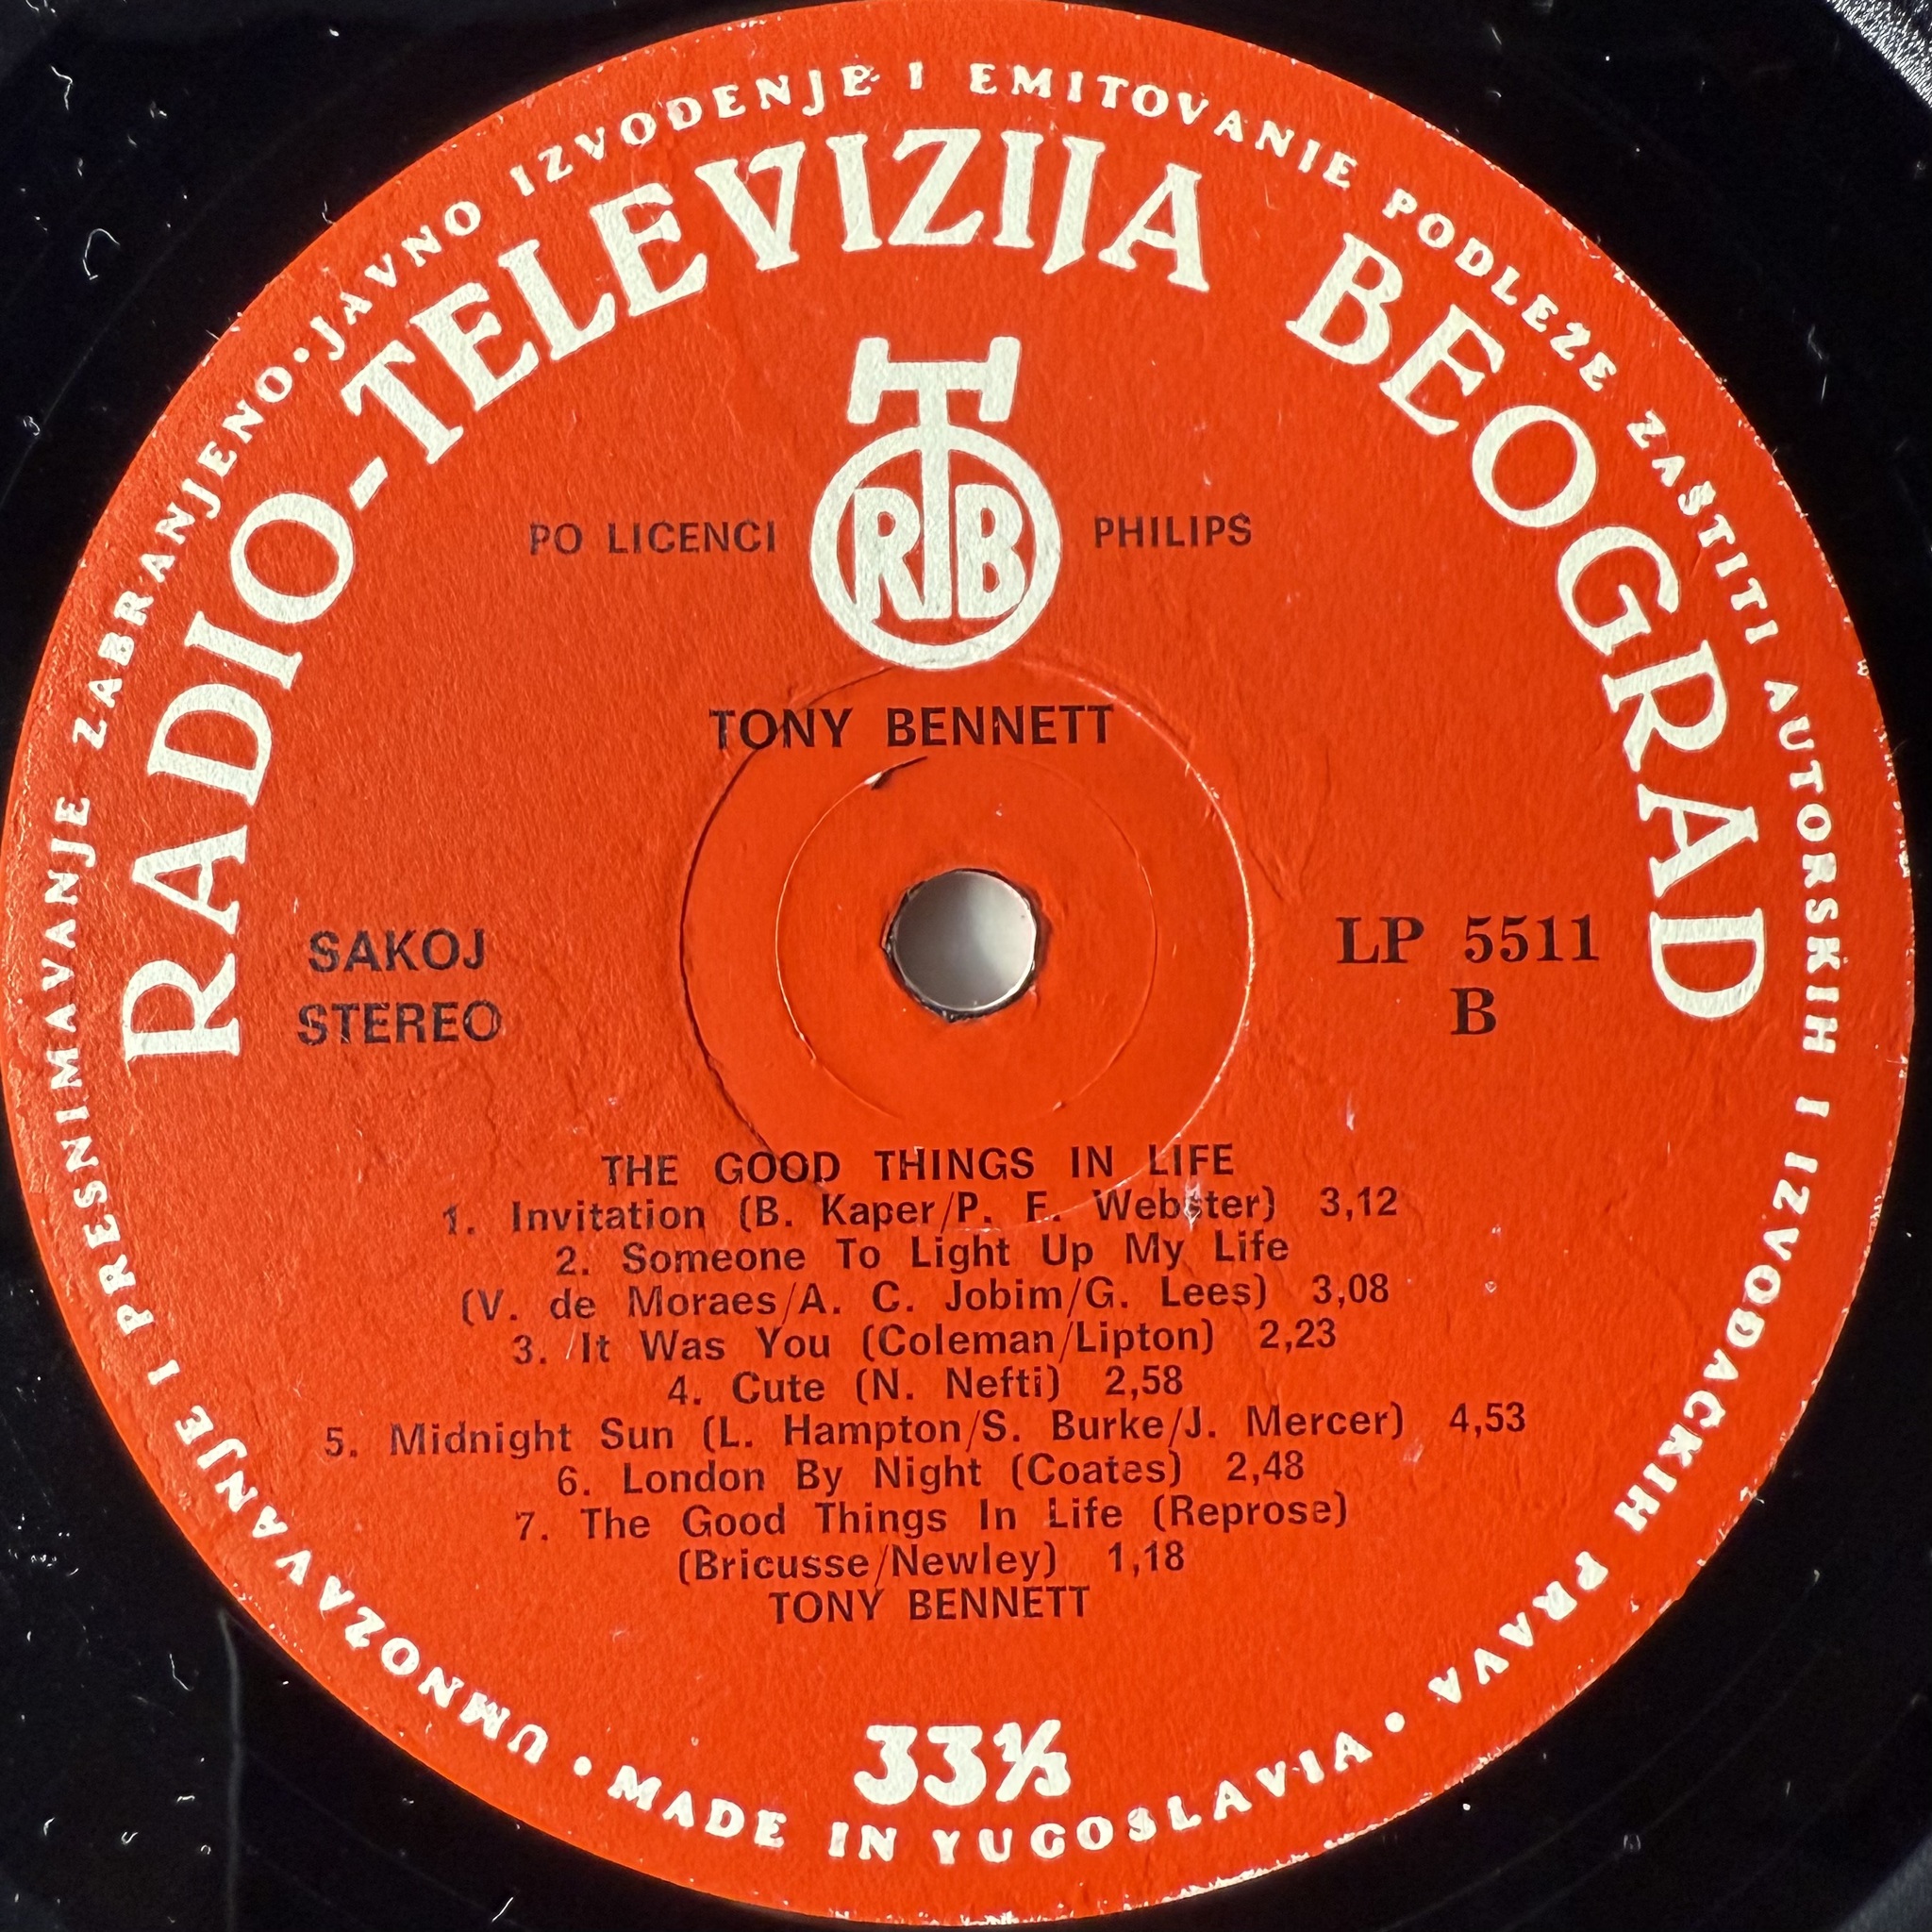 UMNOZAVANJE I PRESNIMAVANJE ZABRANJENO • JAVNO IZVOĐENJE I EMITOVANJE PODLEŽE ZAŠTITI AUTORSKIH I IZVOĐAČKIH PRAVA • MADE IN YUGOSLAVIA •
RADIO-TELEVIZIJA BEOGRAD
PO LICENCI RTB PHILIPS
TONY BENNETT
SAKOJ
STEREO
LP 5511
B
THE GOOD THINGS IN LIFE
1. Invitation (B. Kaper/P. F. Webster) 3,12
2. Someone To Light Up My Life
(V. de Moraes/A. C. Jobim/G. Lees) 3,08
3. It Was You (Coleman/Lipton) 2,23
4. Cute (N. Nefti) 2,58
5. Midnight Sun (L. Hampton/S. Burke/J. Mercer) 4,53
6. London By Night (Coates) 2,48
7. The Good Things In Life (Reprose)
(Bricusse/Newley) 1,18
TONY BENNETT
33⅓